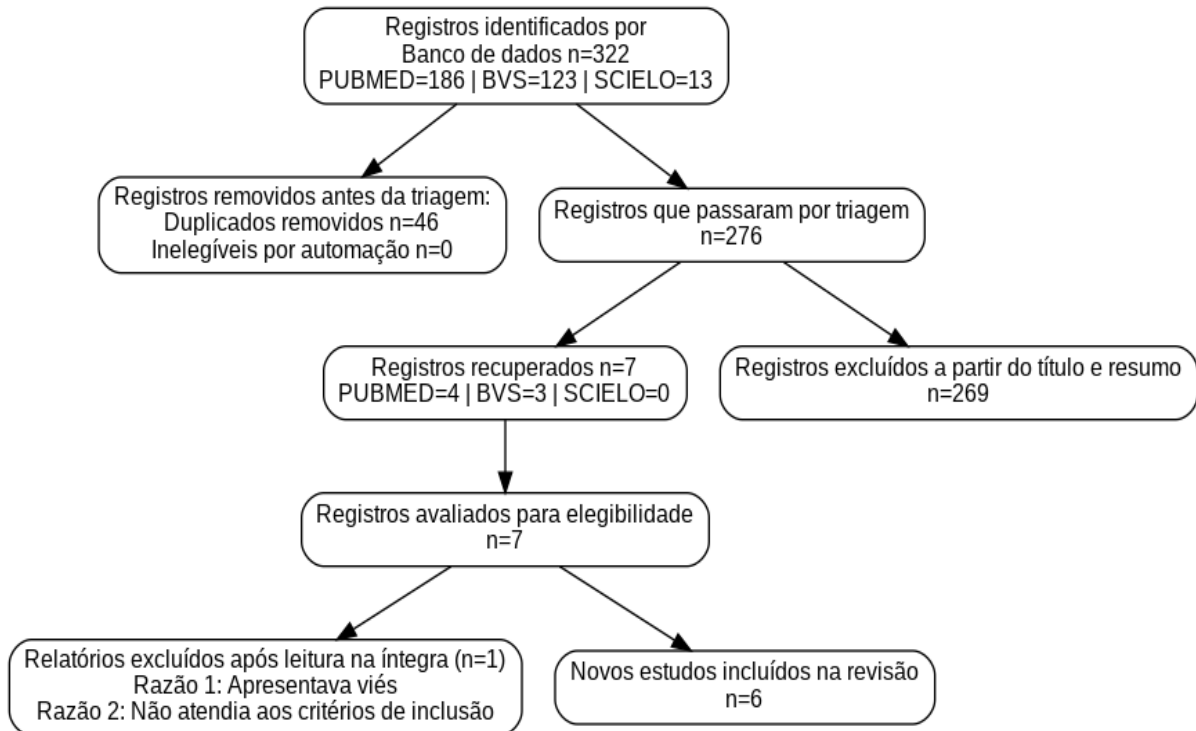 Registros identificados por
Banco de dados n=322
PUBMED=186 | BVS=123 | SCIELO=13
Registros removidos antes da triagem:
Duplicados removidos n=46
Inelegíveis por automação n=0
Registros que passaram por triagem
n=276
Registros recuperados n=7
PUBMED=4 | BVS=3 | SCIELO=0
Registros excluídos a partir do título e resumo
n=269
Registros avaliados para elegibilidade
n=7
Relatórios excluídos após leitura na íntegra (n=1)
Razão 1: Apresentava viés
Razão 2: Não atendia aos critérios de inclusão
Novos estudos incluídos na revisão
n=6